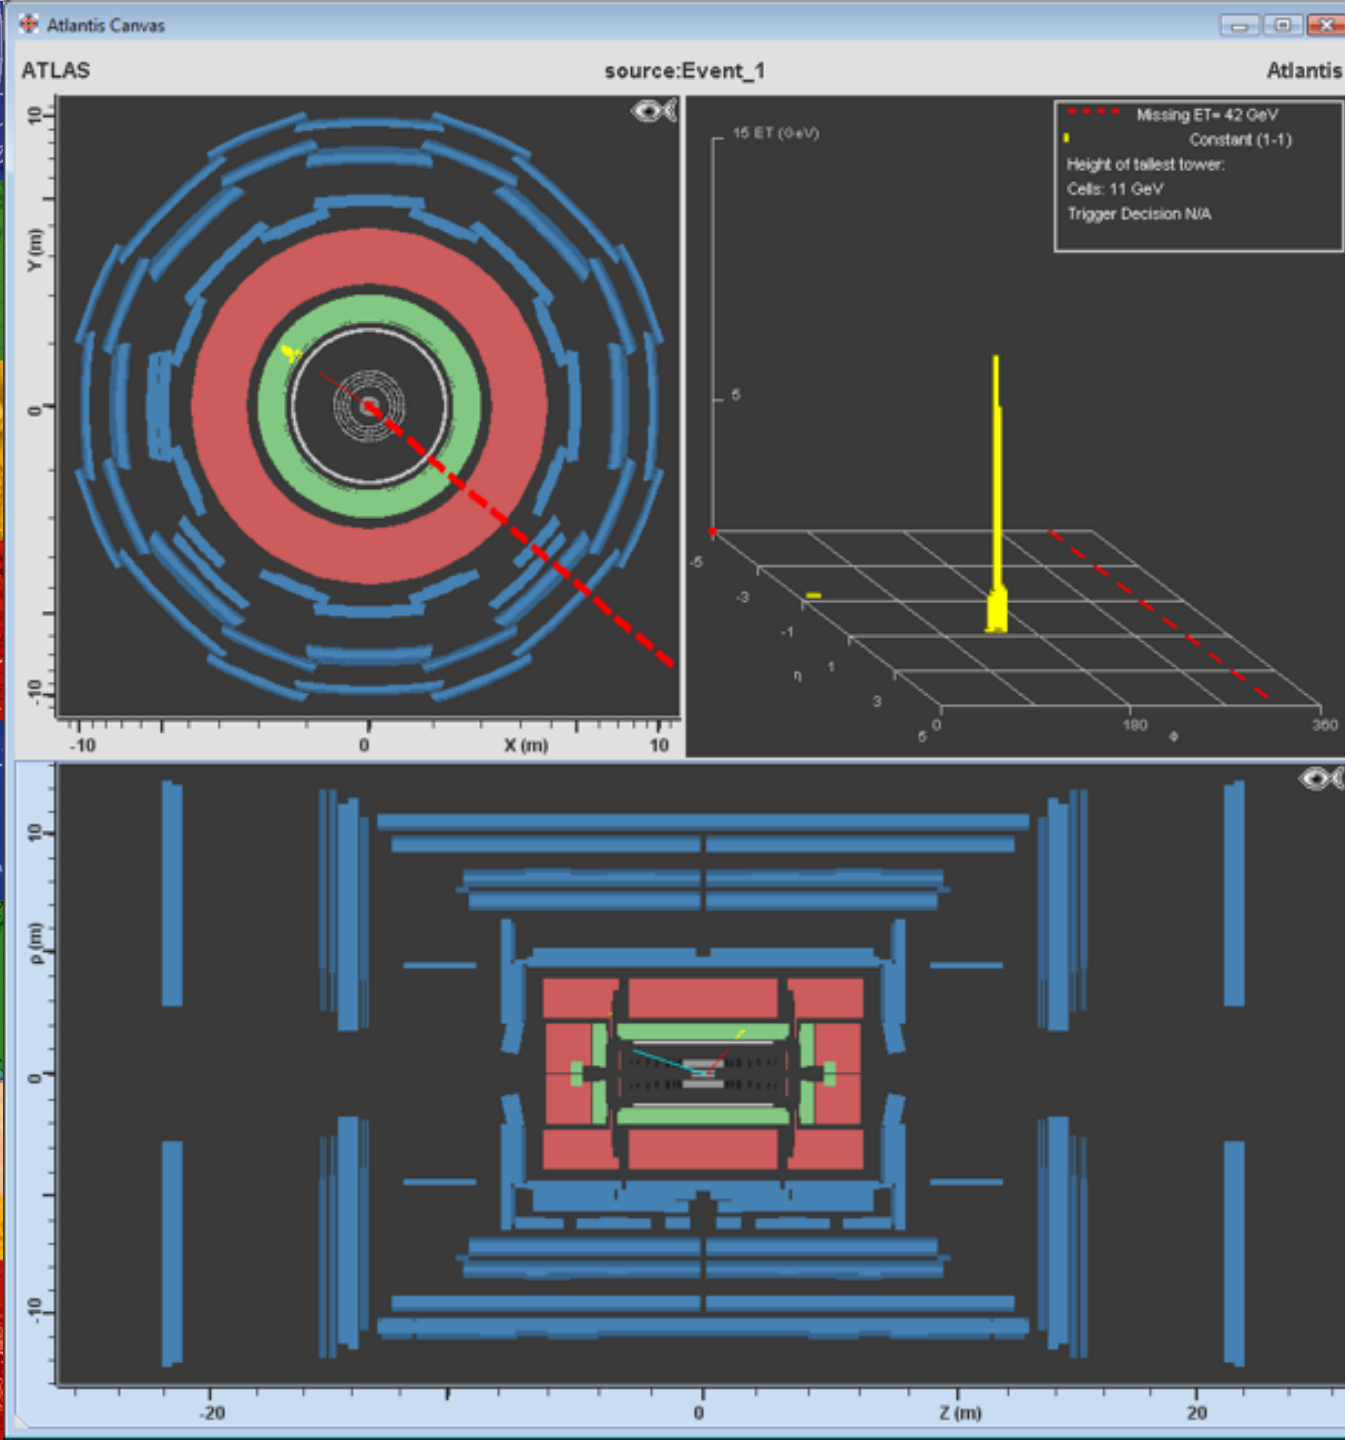 Atlantis Canvas
ATLAS source:Event_1 Atlantis
10
Y (m)
0
-10
-10 0 X (m) 10
15 ET (GeV)
5
Missing ET= 42 GeV
Constant (1-1)
Height of tallest tower:
Cells: 11 GeV
Trigger Decision N/A
-5
-3
-1
η 1
3
5 0 180 360
Φ
10
ρ (m)
0
-10
-20 0 Z (m) 20